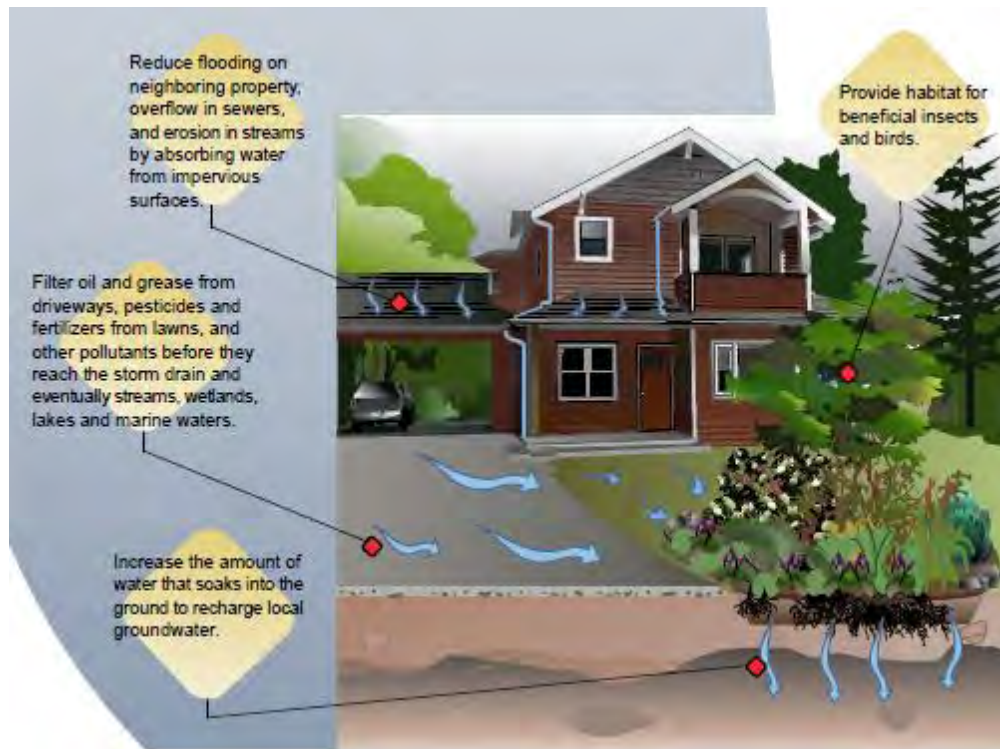 Reduce flooding on
neighboring property,
overflow in sewers,
and erosion in streams
by absorbing water
from impervious
surfaces.
Provide habitat for
beneficial insects
and birds.
Filter oil and grease from
driveways, pesticides and
fertilizers from lawns, and
other pollutants before they
reach the storm drain and
eventually streams, wetlands,
lakes and marine waters.
Increase the amount of
water that soaks into the
ground to recharge local
groundwater.